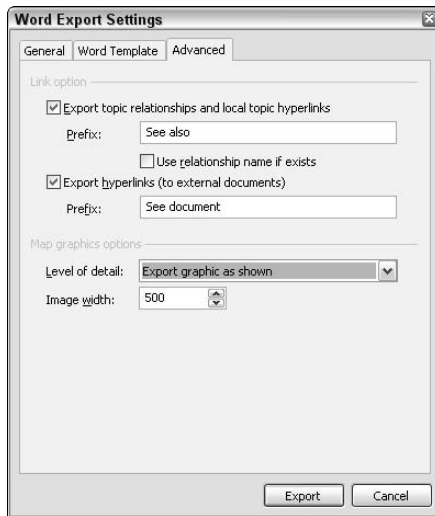 Word Export Settings
General Word Template Advanced
Link option
Export topic relationships and local topic hyperlinks
Prefix: See also
Use relationship name if exists
Export hyperlinks (to external documents)
Prefix: See document
Map graphics options
Level of detail: Export graphic as shown
Image width: 500
Export Cancel